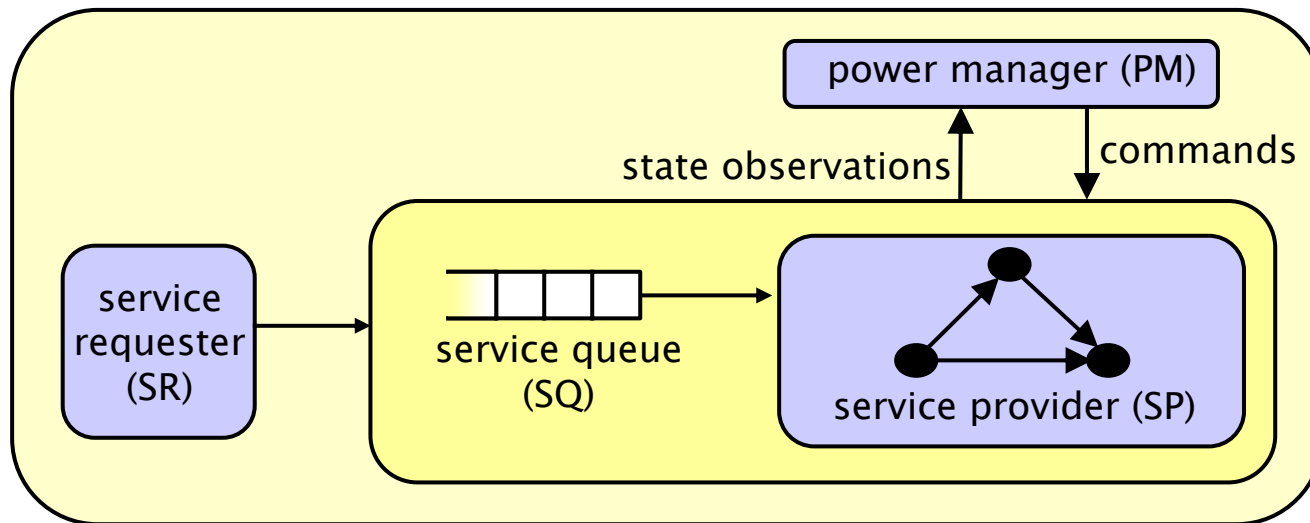 power manager (PM)
state observations
commands
service
requester
(SR)
service queue
(SQ)
service provider (SP)